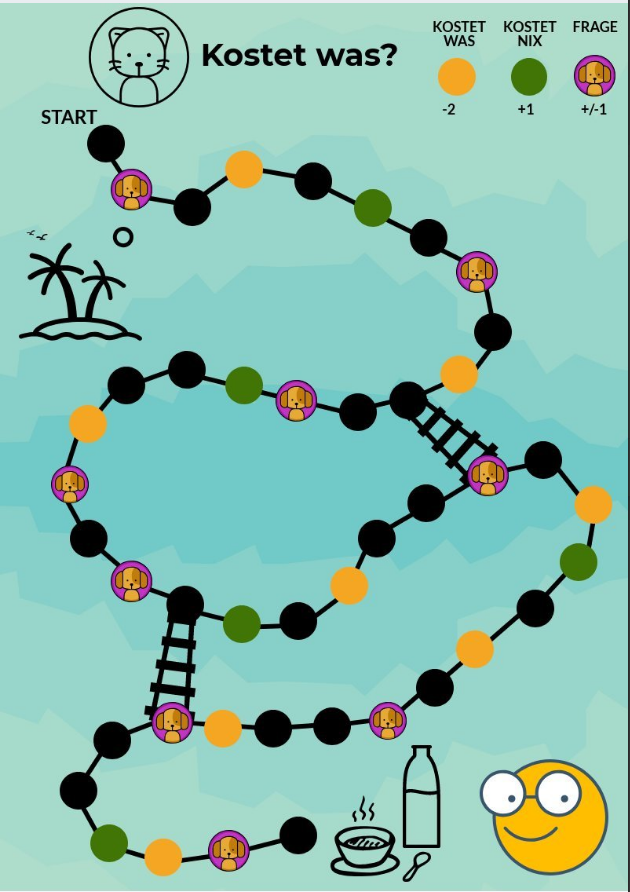 Kostet was?
KOSTET
WAS
KOSTET
NIX
FRAGE
-2
+1
+/-1
START